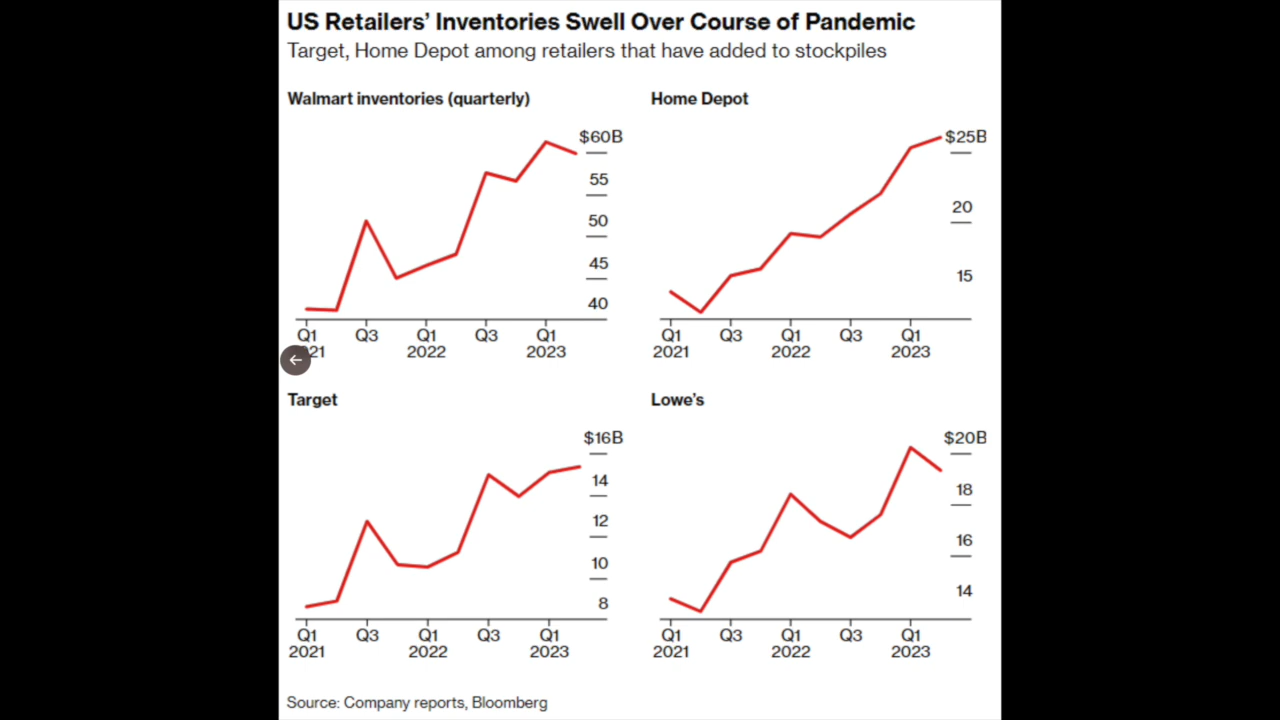 US Retailers’ Inventories Swell Over Course of Pandemic
Target, Home Depot among retailers that have added to stockpiles
Walmart inventories (quarterly)
$60B
55
50
45
40
Q1 Q3 Q1 Q3 Q1
21 2022 2023
Home Depot
$25B
20
15
Q1 Q3 Q1 Q3 Q1
2021 2022 2023
Target
$16B
14
12
10
8
Q1 Q3 Q1 Q3 Q1
2021 2022 2023
Lowe’s
$20B
18
16
14
Q1 Q3 Q1 Q3 Q1
2021 2022 2023
Source: Company reports, Bloomberg